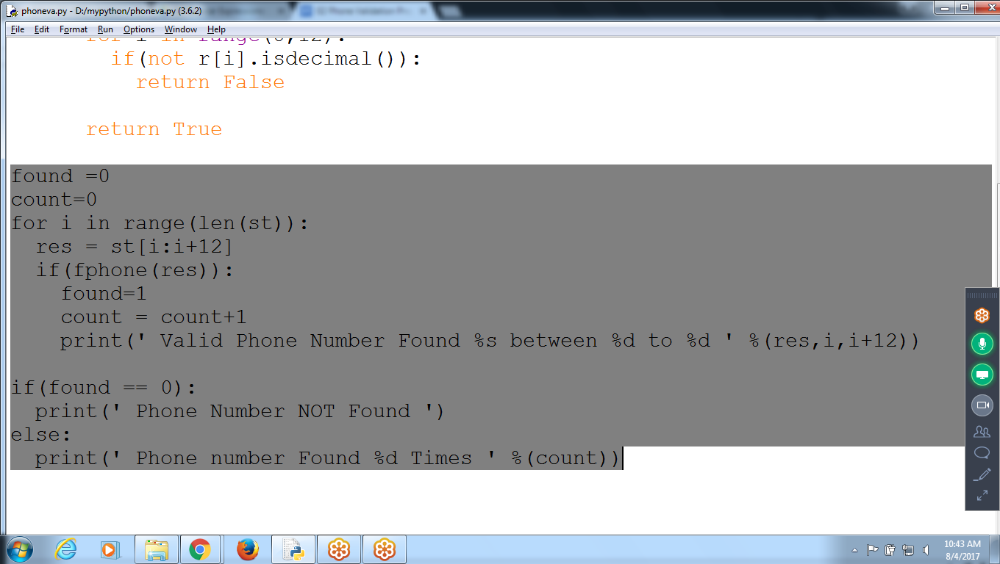 phoneva.py - D:/mypython/phoneva.py (3.6.2)
File Edit Format Run Options Window Help
for i in range(0,12):
if(not r[i].isdecimal()):
return False
return True
found =0
count=0
for i in range(len(st)):
res = st[i:i+12]
if(fphone(res)):
found=1
count = count+1
print(' Valid Phone Number Found %s between %d to %d ' %(res,i,i+12))
if(found == 0):
print(' Phone Number NOT Found ')
else:
print(' Phone number Found %d Times ' %(count))
10:43 AM
8/4/2017